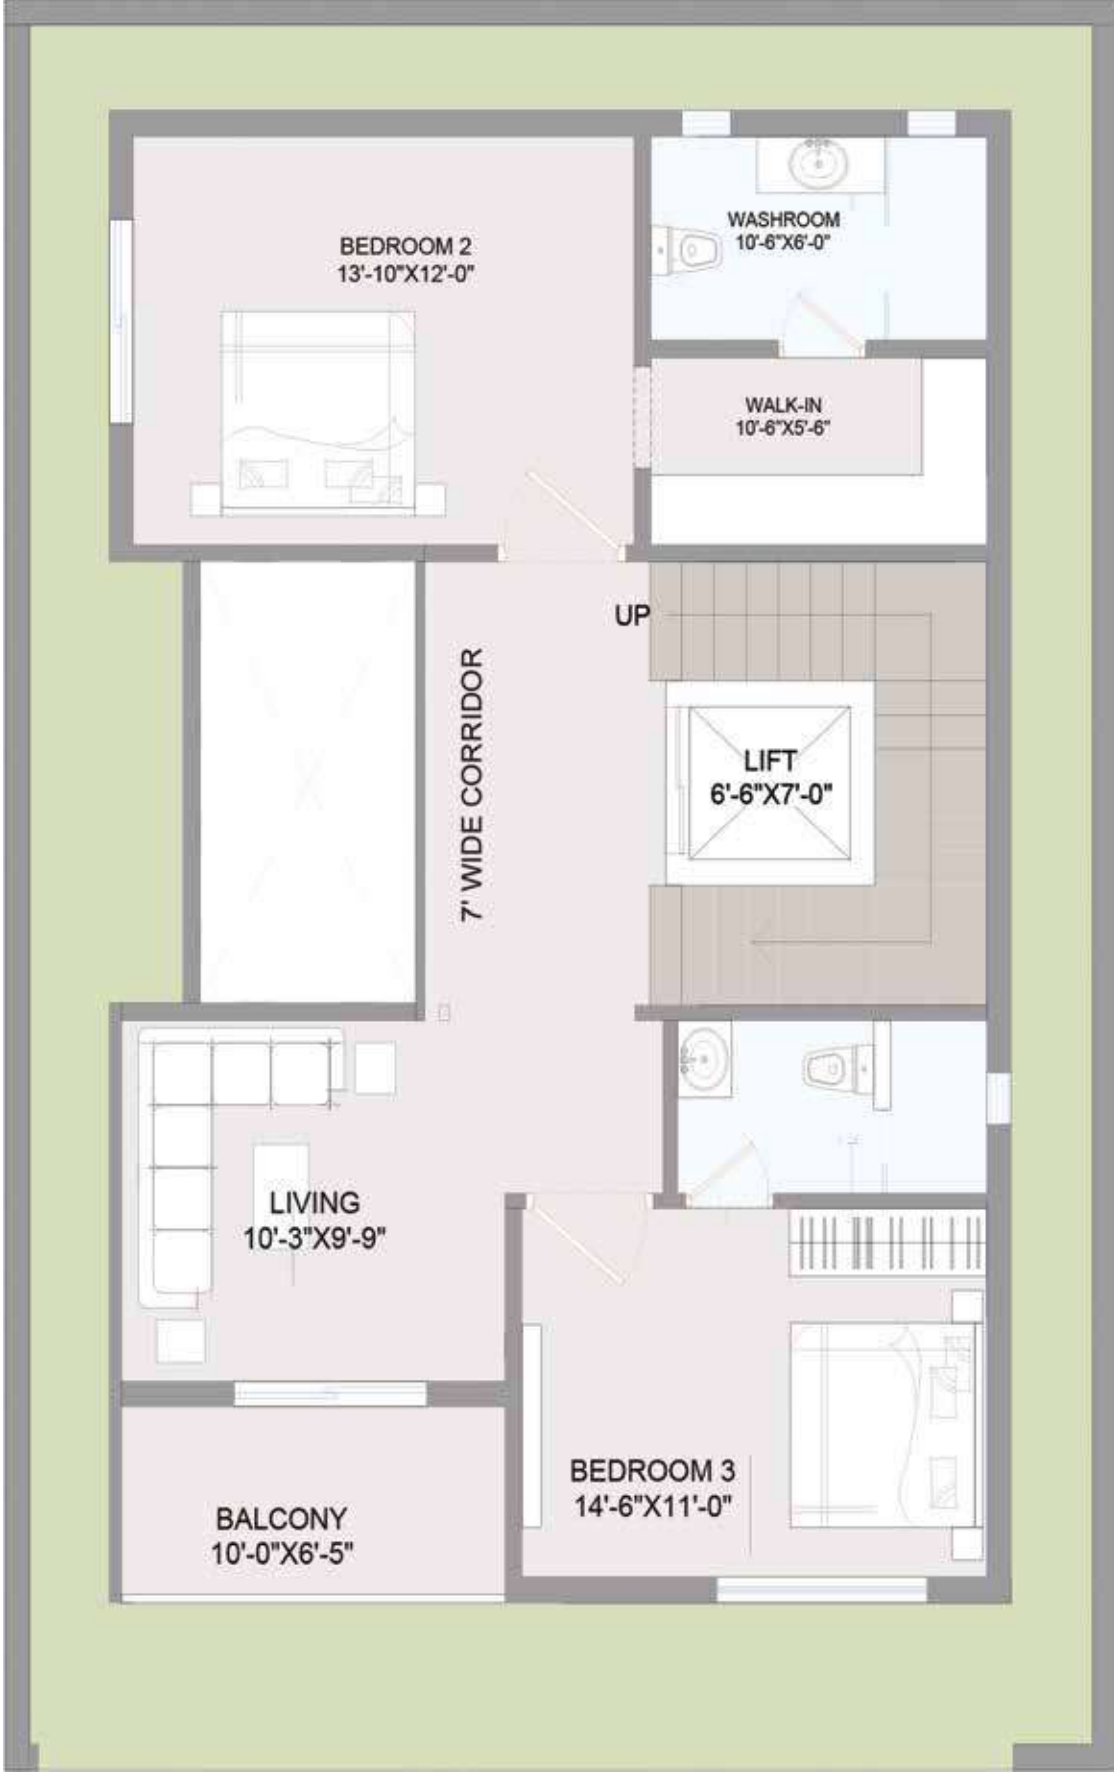 BEDROOM 2
13'-10"X12'-0"
WASHROOM
10'-6"X6'-0"
WALK-IN
10'-6"X5'-6"
UP
7' WIDE CORRIDOR
LIFT
6'-6"X7'-0"
LIVING
10'-3"X9'-9"
BEDROOM 3
14'-6"X11'-0"
BALCONY
10'-0"X6'-5"